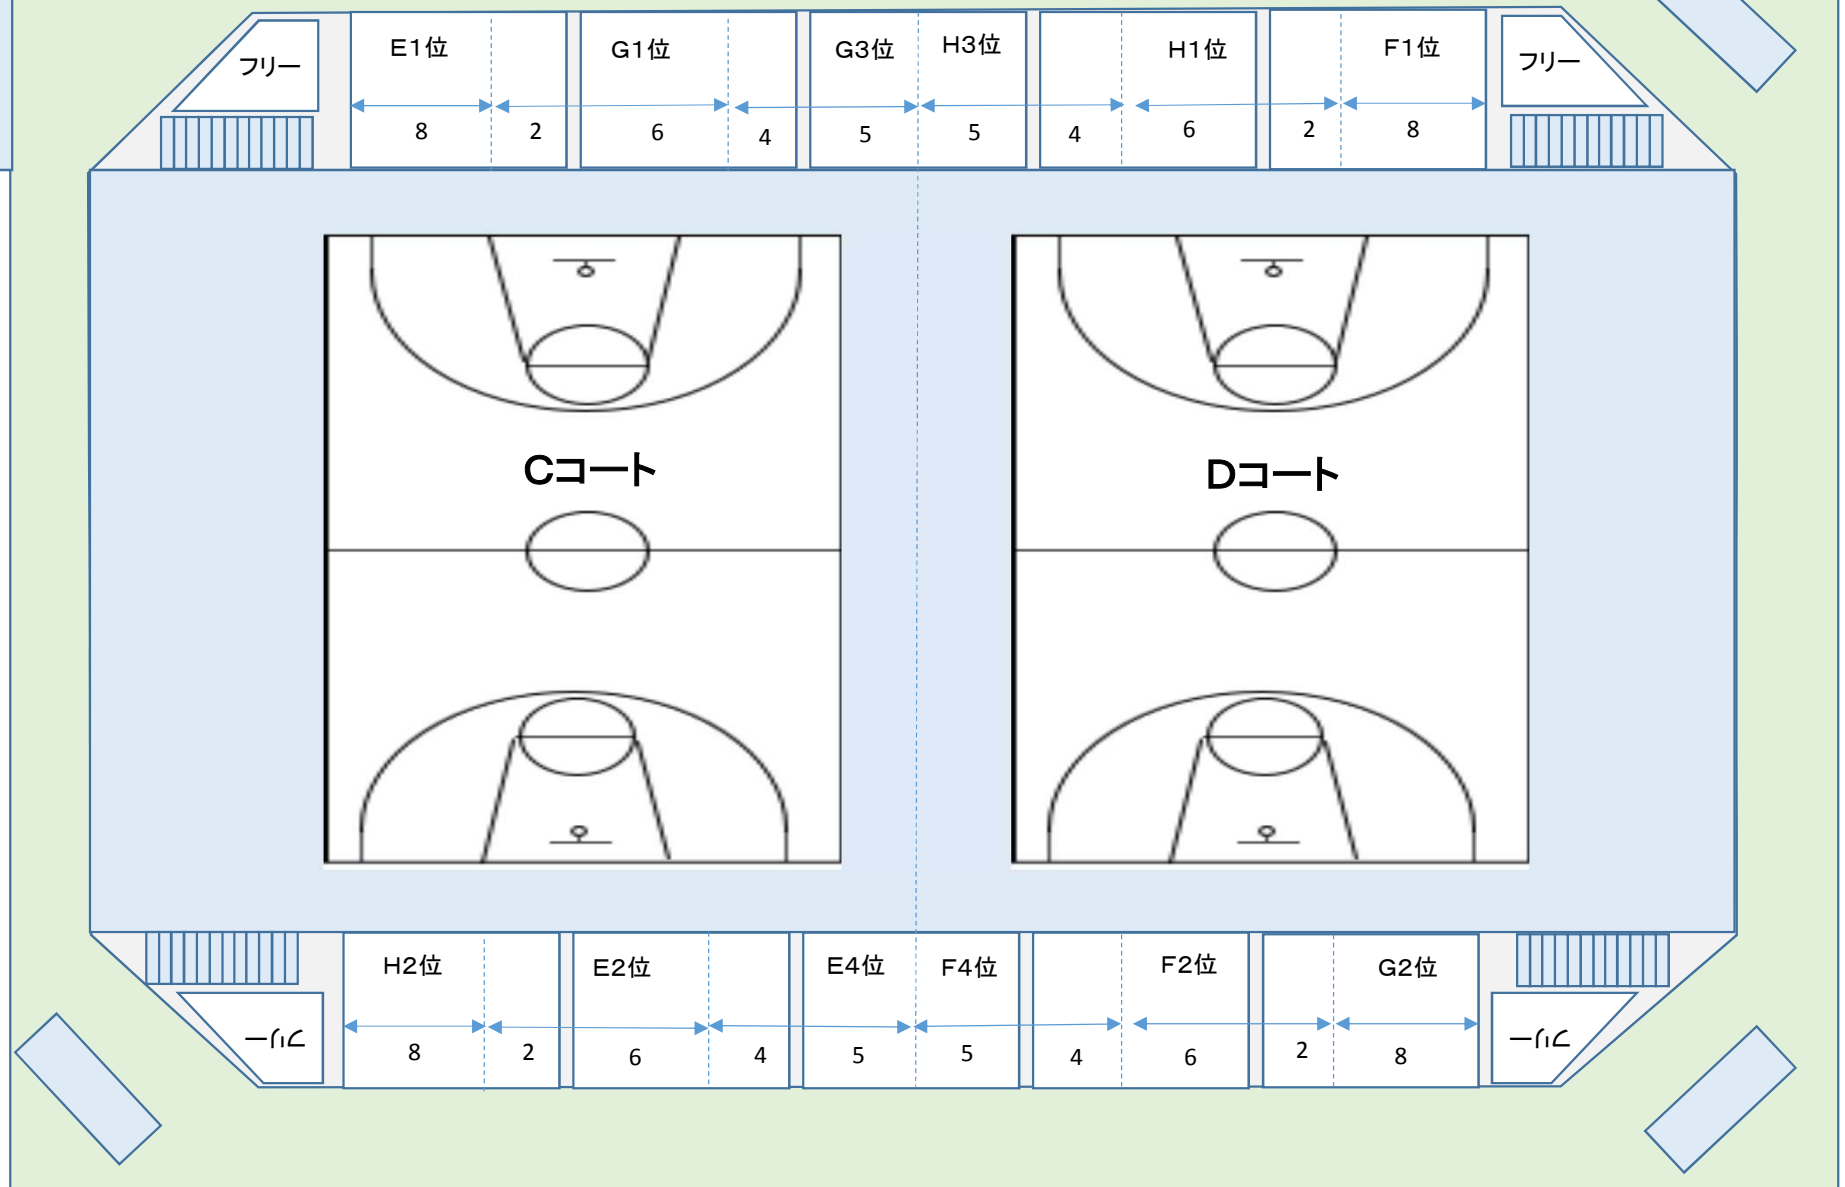 フリー E1位 G1位 G3位 H3位 H1位 F1位 フリー
8 2 6 4 5 5 4 6 2 8
Cコート Dコート
H2位 E2位 E4位 F4位 F2位 G2位
8 2 6 4 5 5 4 6 2 8
フリー フリー